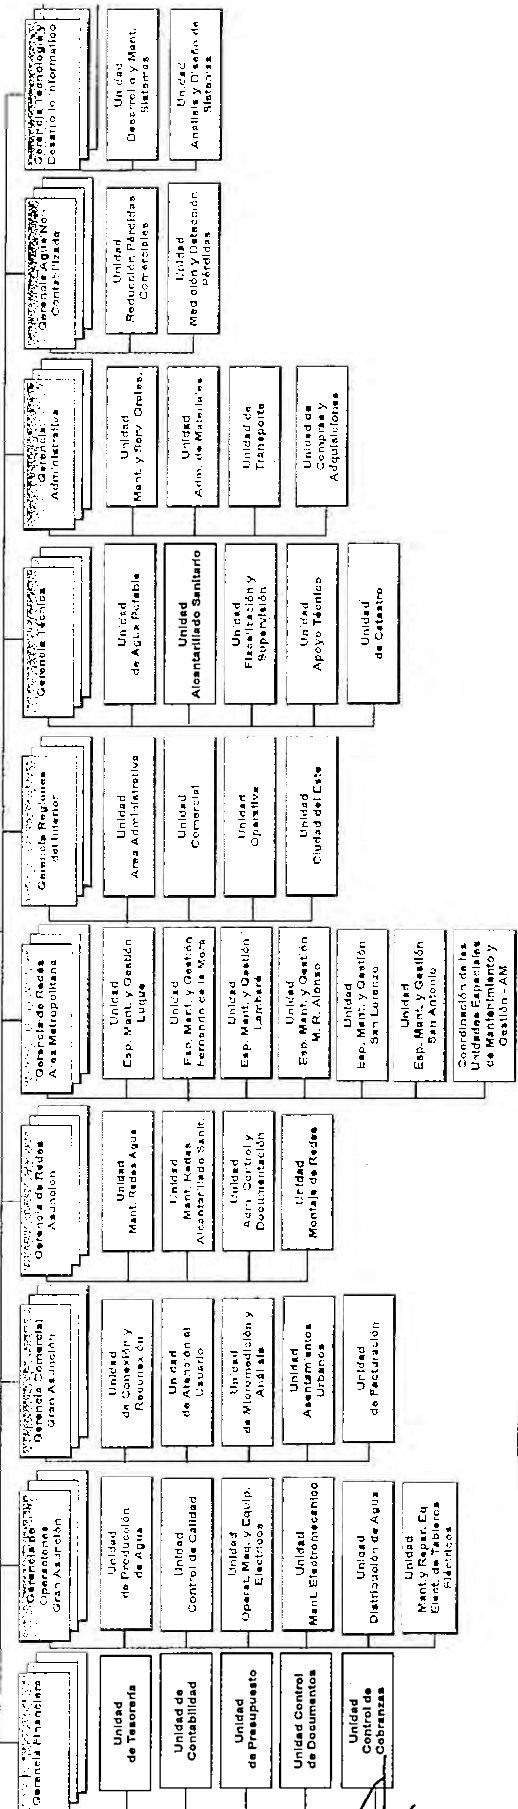 Gerencia Financiera
Unidad
de Tesorería
Unidad de
Contabilidad
Unidad
de Presupuesto
Unidad Control
de Documentos
Unidad
Control de
Cobranzas
Gerencia de
Operaciones
Gran Asunción
Unidad
de Producción
de Agua
Unidad
Control de Calidad
Unidad
Operat. Maq. y Equip.
Eléctricos
Unidad
Mant. Electromecánico
Unidad
Distribución de Agua
Unidad
Mant y Repar. Eq
Elect. de Tableros
Eléctricos
Gerencia Comercial
Gran Asunción
Unidad
de Conexión y
Reconexión
Unidad
de Atención al
Usuario
Unidad
de Micromedición y
Análisis
Unidad
Asentamientos
Urbanos
Unidad
de Facturación
Gerencia de Redes
Asunción
Unidad
Mant. Redes Agua
Unidad
Mant. Redes
Alcantarillado Sanit.
Unidad
Adm. Control y
Documentación
Unidad
Montaje de Redes
Gerencia de Redes
Area Metropolitana
Unidad
Esp. Mant. y Gestión
Luque
Unidad
Esp. Mant. y Gestión
Fernando de la Mora
Unidad
Esp. Mant. y Gestión
Lambaré
Unidad
Esp. Mant. y Gestión
M. R. Alonso
Unidad
Esp. Mant. y Gestión
San Lorenzo
Unidad
Esp. Mant. y Gestión
San Antonio
Coordinación de las
Unidades Especiales
de Mantenimiento y
Gestión - AM
Gerencia Regiones
del Interior
Unidad
Area Administrativa
Unidad
Comercial
Unidad
Operativa
Unidad
Ciudad del Este
Gerencia Técnica
Unidad
de Agua Potable
Unidad
Alcantarillado Sanitario
Unidad
Fiscalización y
Supervisión
Unidad
Apoyo Técnico
Unidad
de Catastro
Gerencia
Administrativa
Unidad
Mant. y Serv. Grales.
Unidad
Adm. de Materiales
Unidad de
Transporte
Unidad de
Compras y
Adquisiciones
Gerencia Agua No
Contabilizada
Unidad
Reducción Pérdidas
Comerciales
Unidad
Medición y Detección
Pérdidas
Gerencia Tecnología y
Desarrollo Informático
Unidad
Desarrollo y Mant.
Sistemas
Unidad
Análisis y Diseño de
Sistemas